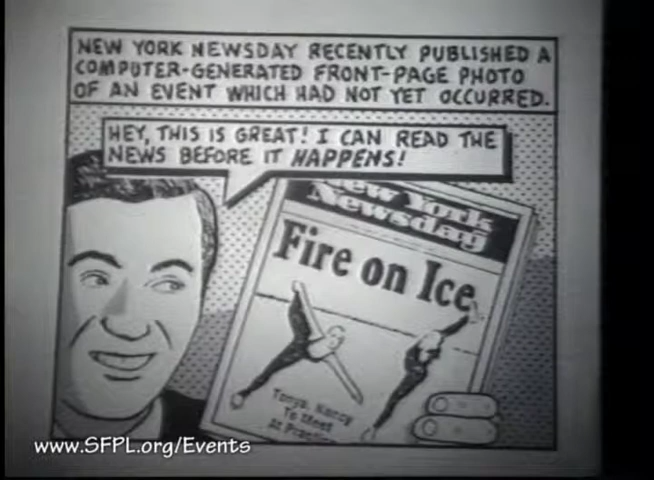 NEW YORK NEWSDAY RECENTLY PUBLISHED A
COMPUTER-GENERATED FRONT-PAGE PHOTO
OF AN EVENT WHICH HAD NOT YET OCCURRED.
HEY, THIS IS GREAT! I CAN READ THE
NEWS BEFORE IT HAPPENS!
New York
Newsday
Fire on Ice
Tonya, Nancy
To Meet
At Practice
www.SFPL.org/Events